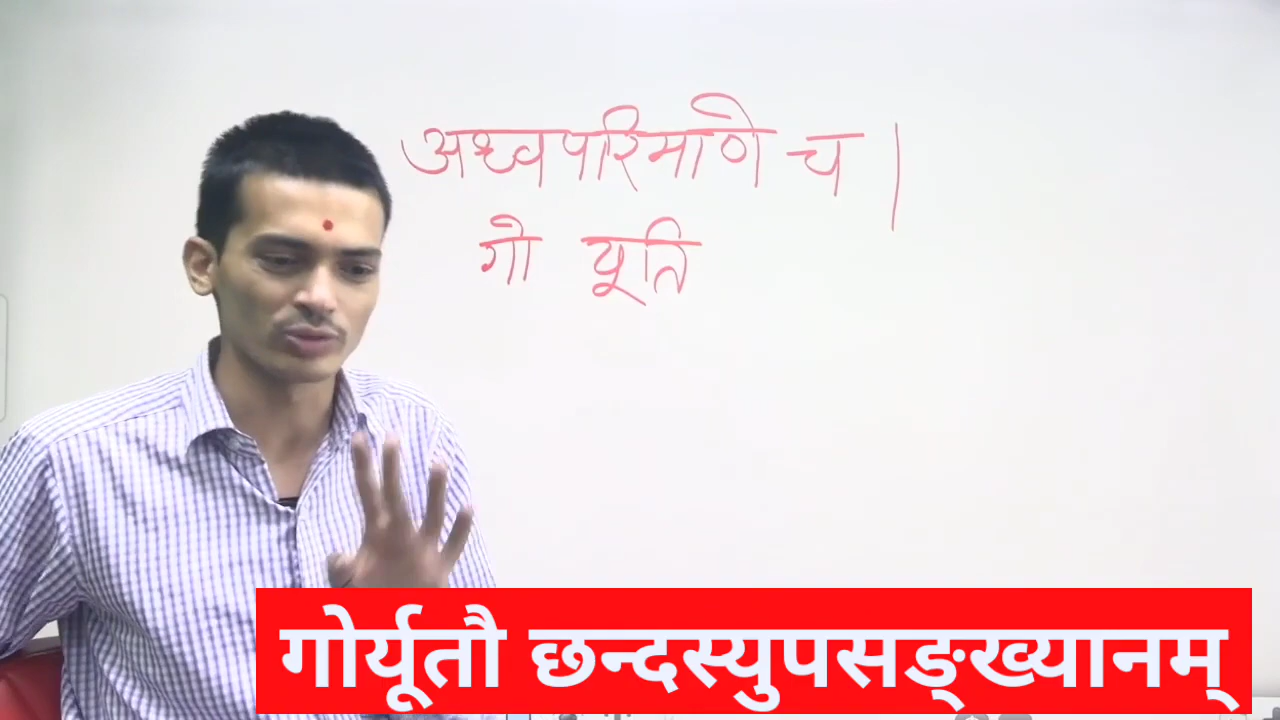 अध्वपरिमाणे च ।
गो यूति
गोर्यूतौ छन्दस्युपसङ्ख्यानम्